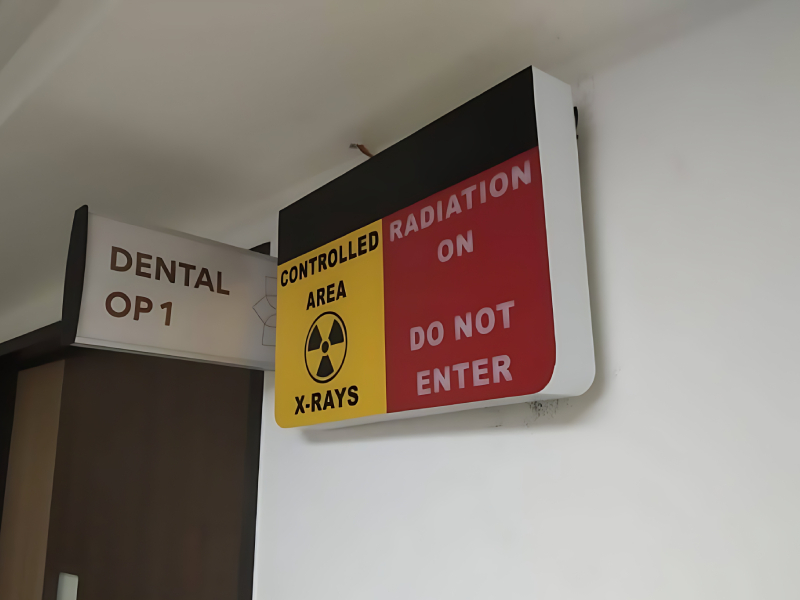 DENTAL
OP 1
CONTROLLED
AREA
X-RAYS
RADIATION
ON
DO NOT
ENTER